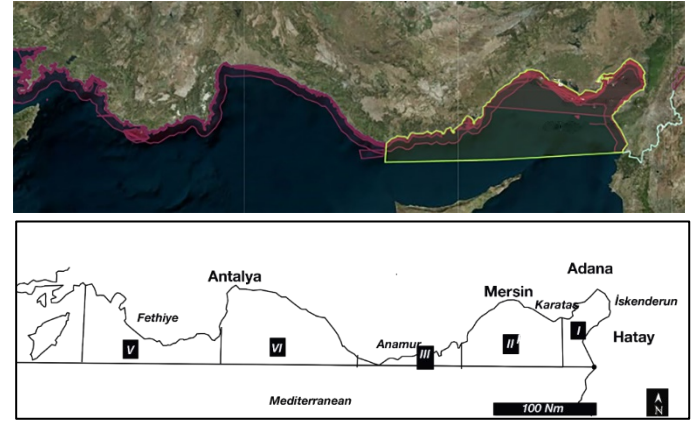 Adana
Antalya
Mersin
Karataş
İskenderun
Fethiye
Hatay
Anamur
I
II
III
VI
V
Mediterranean
100 Nm
N